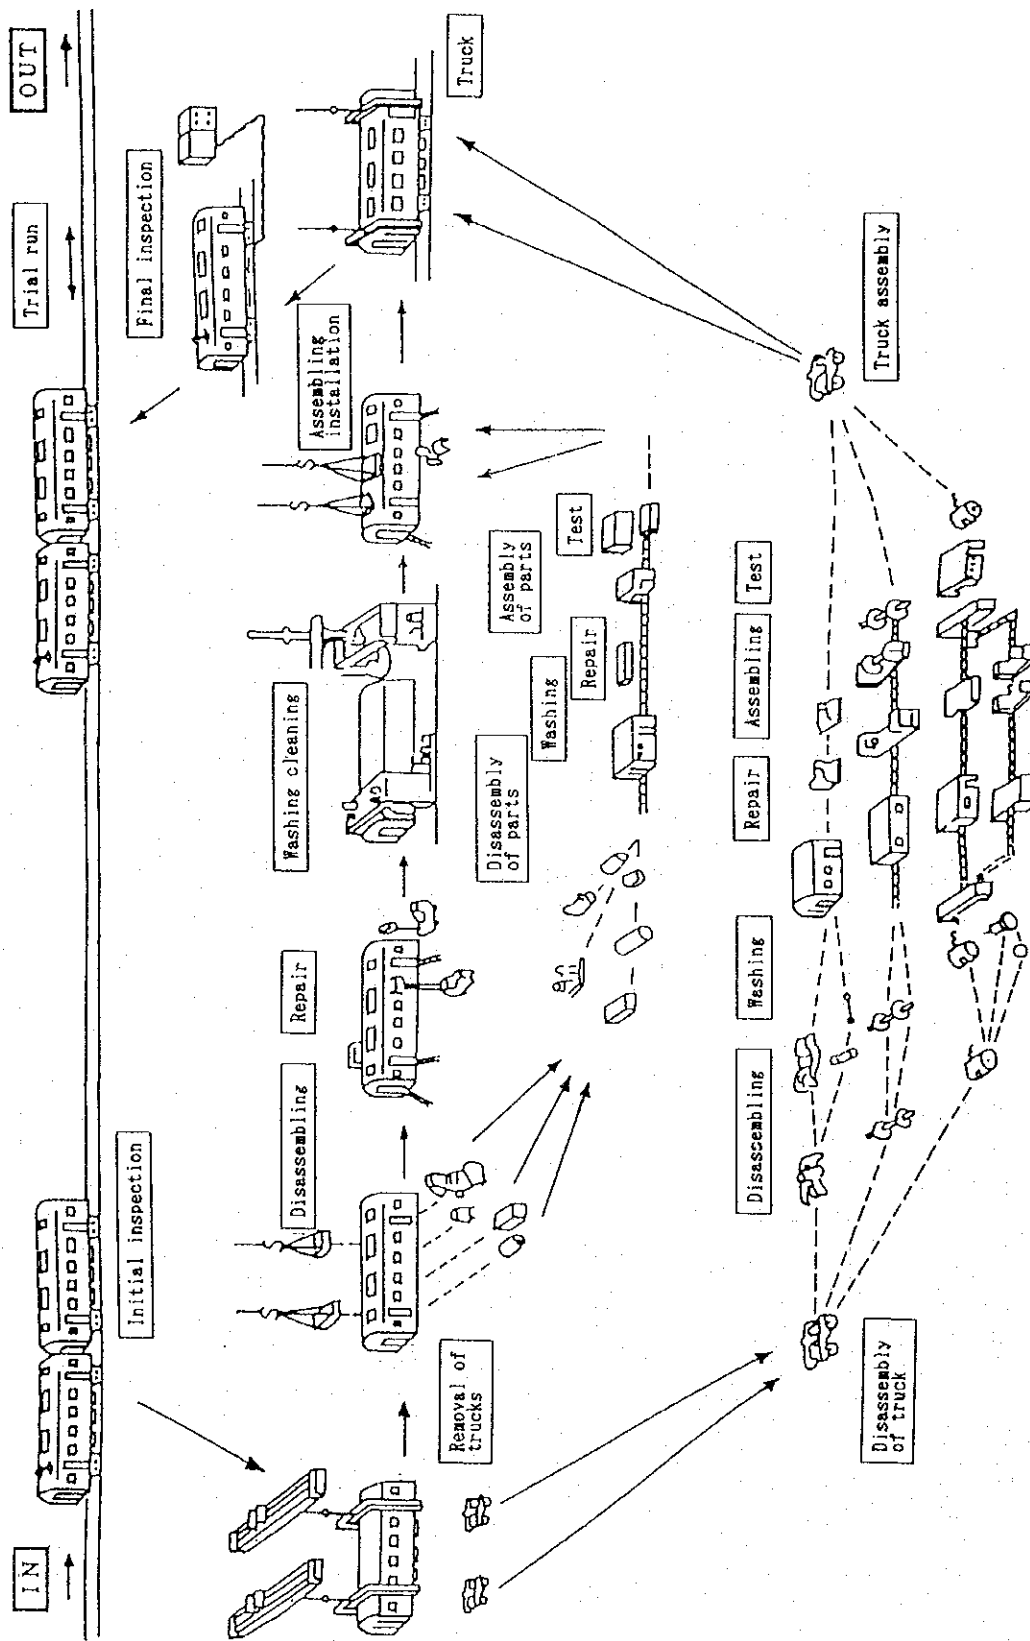 IN
Initial inspection
Trial run
OUT
Final inspection
Removal of
trucks
Disassembling
Repair
Washing cleaning
Assembling
installation
Truck
Disassembly
of parts
Washing
Repair
Assembly
of parts
Test
Disassembly
of truck
Disassembling
Washing
Repair
Assembling
Test
Truck assembly